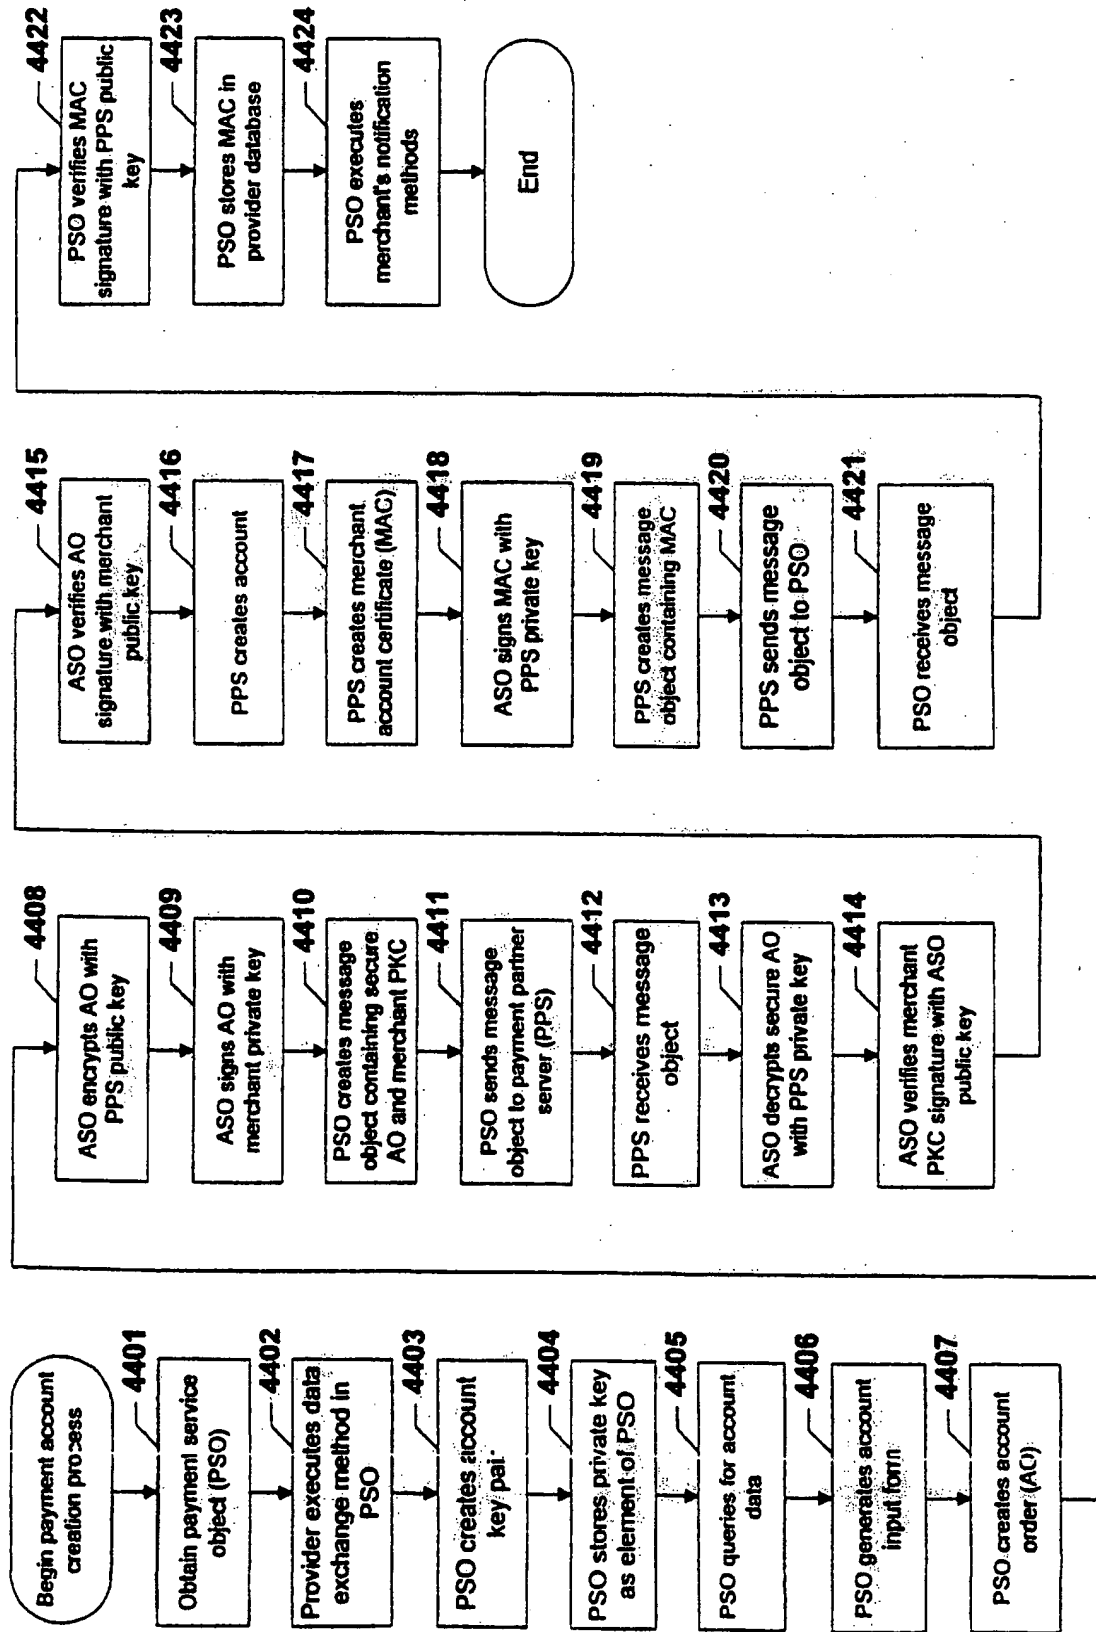 Begin payment account
creation process
4401
Obtain payment service
object (PSO)
4402
Provider executes data
exchange method in
PSO
4403
PSO creates account
key pai
4404
PSO stores private key
as element of PSO
4405
PSO queries for account
data
4406
PSO generates account
input form
4407
PSO creates account
order (AO)
4408
ASO encrypts AO with
PPS public key
4409
ASO signs AO with
merchant private key
4410
PSO creates message
object containing secure
AO and merchant PKC
4411
PSO sends message
object to payment partner
server (PPS)
4412
PPS receives message
object
4413
ASO decrypts secure AO
with PPS private key
4414
ASO verifies merchant
PKC signature with ASO
public key
4415
ASO verifies AO
signature with merchant
public key
4416
PPS creates account
4417
PPS creates merchant
account certificate (MAC)
4418
ASO signs MAC with
PPS private key
4419
PPS creates message
object containing MAC
4420
PPS sends message
object to PSO
4421
PSO receives message
object
4422
PSO verifies MAC
signature with PPS public
key
4423
PSO stores MAC in
provider database
4424
PSO executes
merchant's notification
methods
End